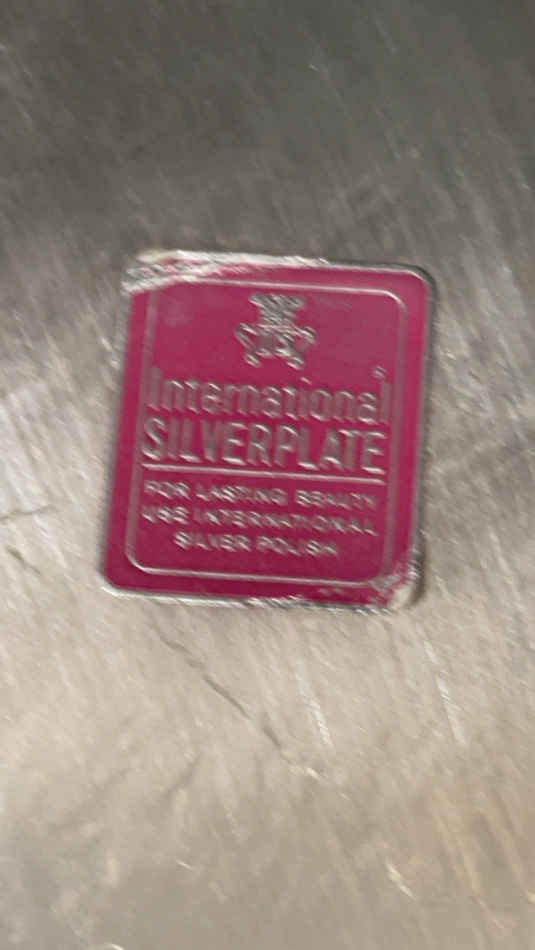 International
SILVERPLATE
FOR LASTING BEAUTY
USE INTERNATIONAL
SILVER POLISH